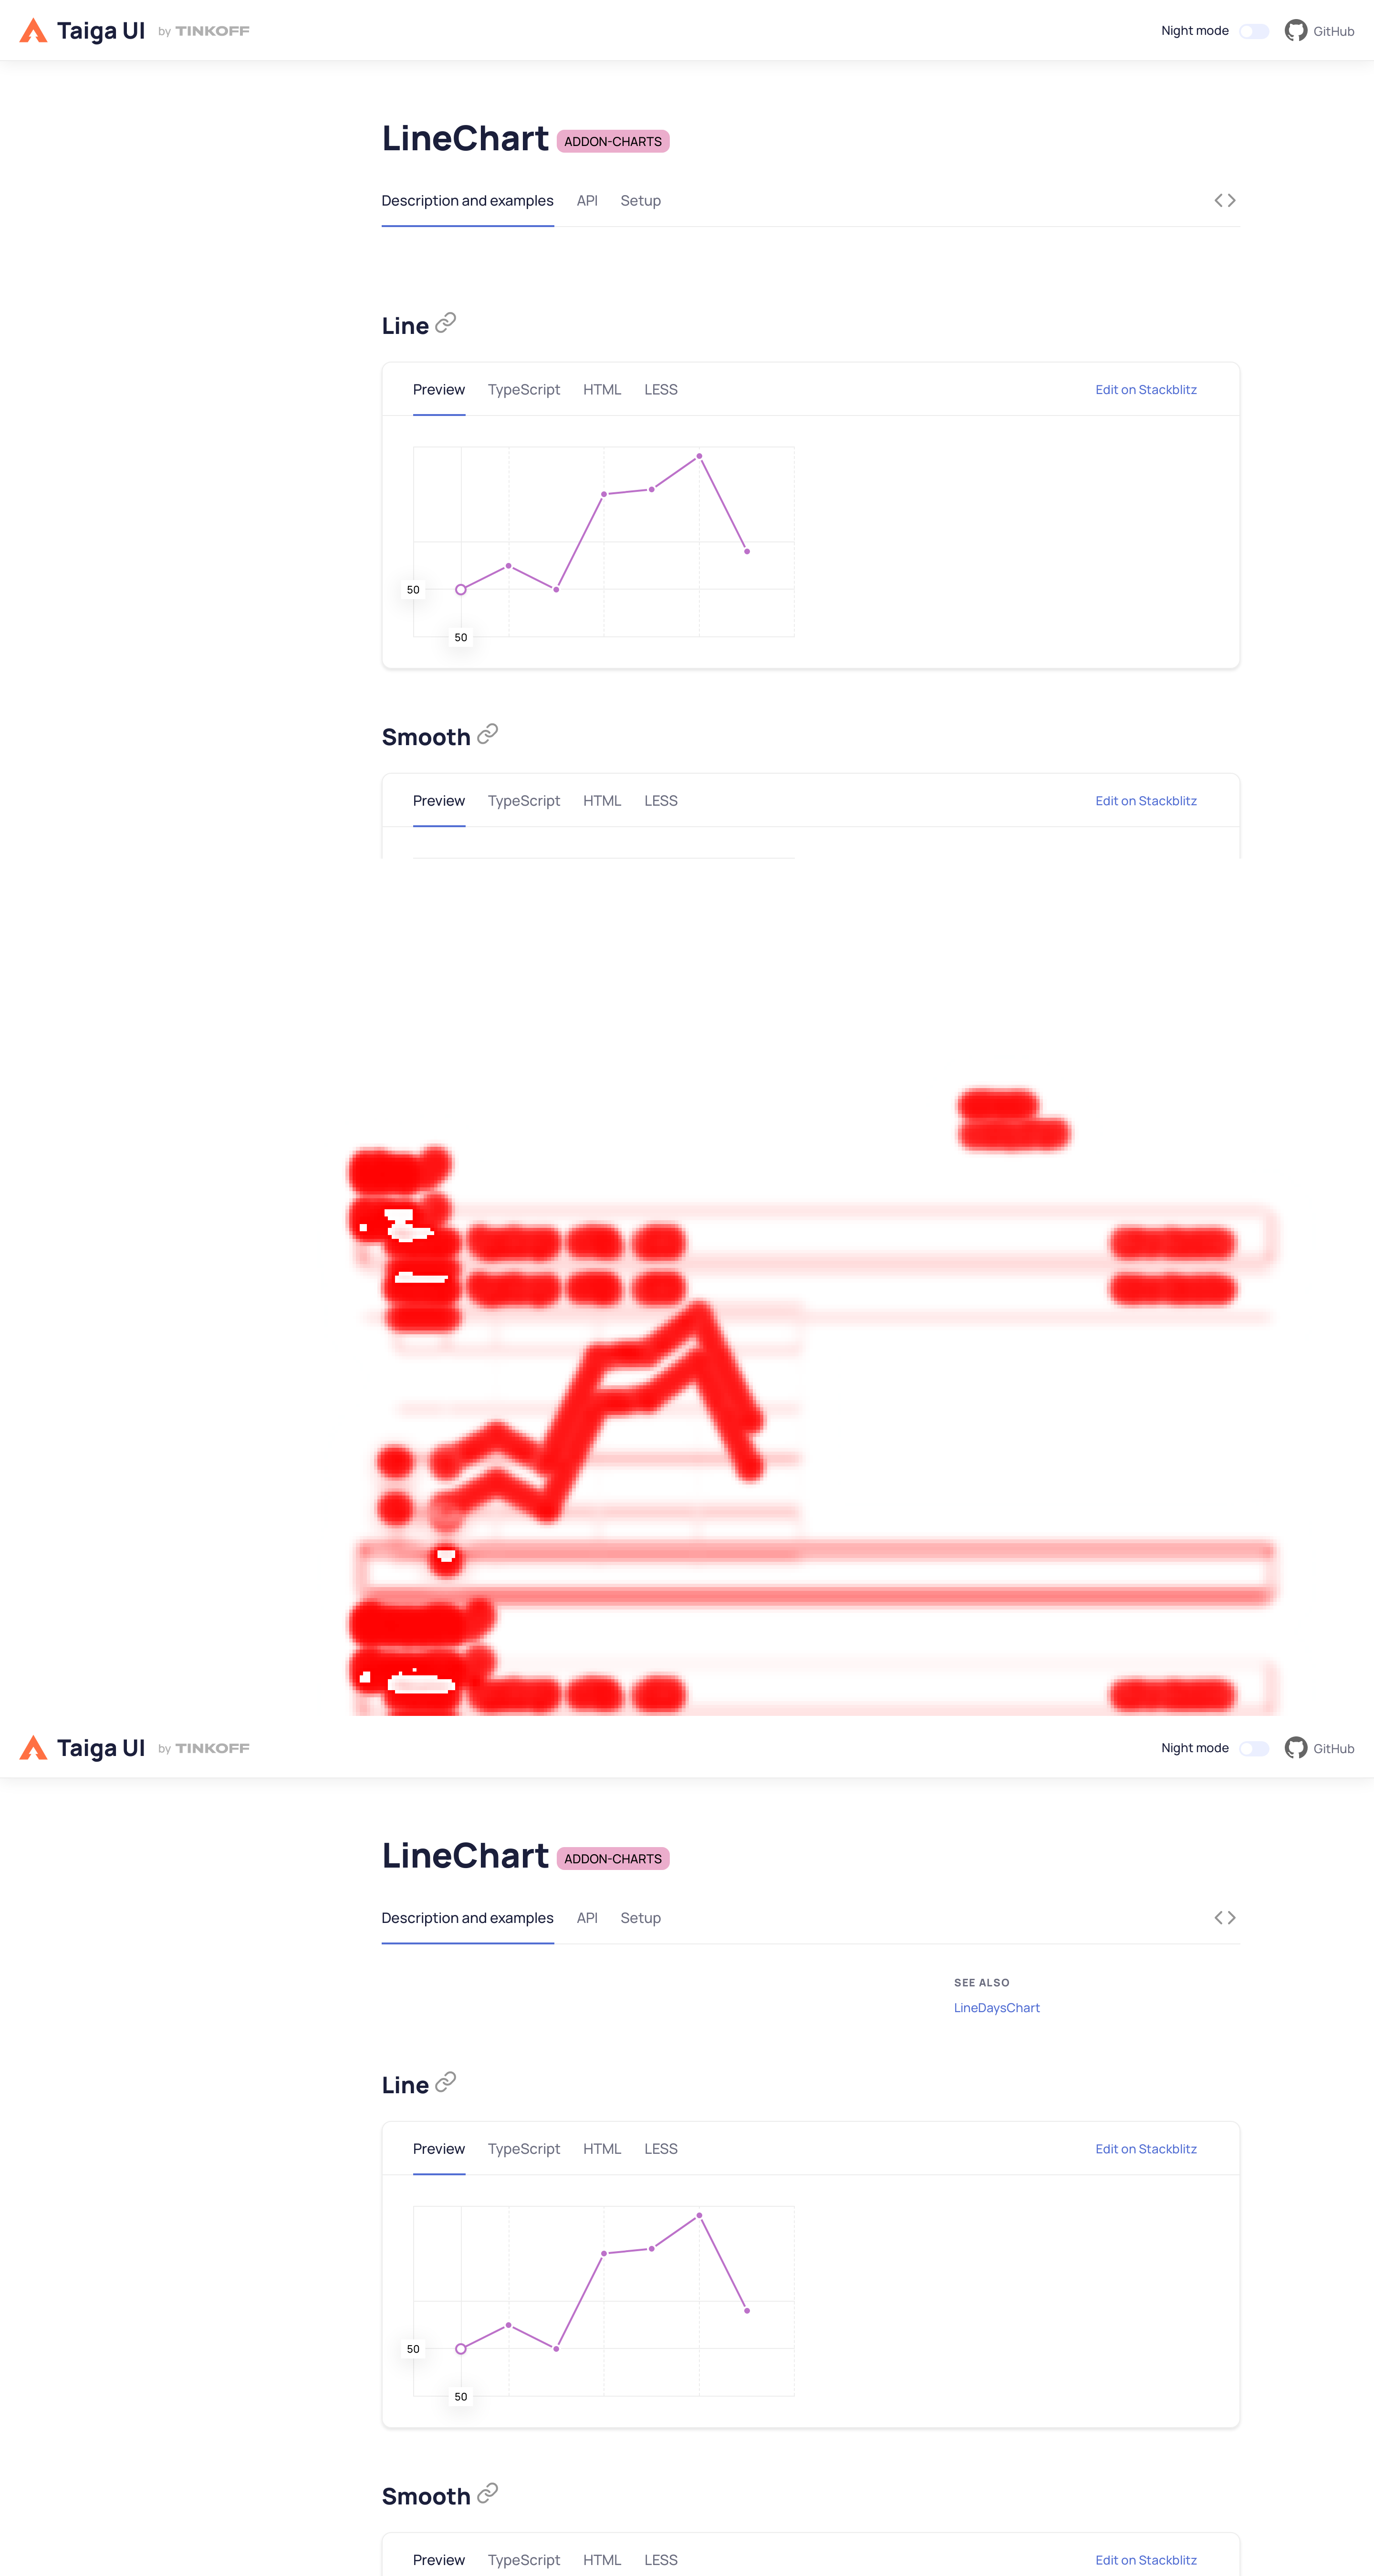 Taiga UI by TINKOFF Night mode GitHub
LineChart ADDON-CHARTS
Description and examples API Setup
Line
Preview TypeScript HTML LESS Edit on Stackblitz
50
50
Smooth
Preview TypeScript HTML LESS Edit on Stackblitz
Taiga UI by TINKOFF Night mode GitHub
LineChart ADDON-CHARTS
Description and examples API Setup
SEE ALSO
LineDaysChart
Line
Preview TypeScript HTML LESS Edit on Stackblitz
50
50
Smooth
Preview TypeScript HTML LESS Edit on Stackblitz